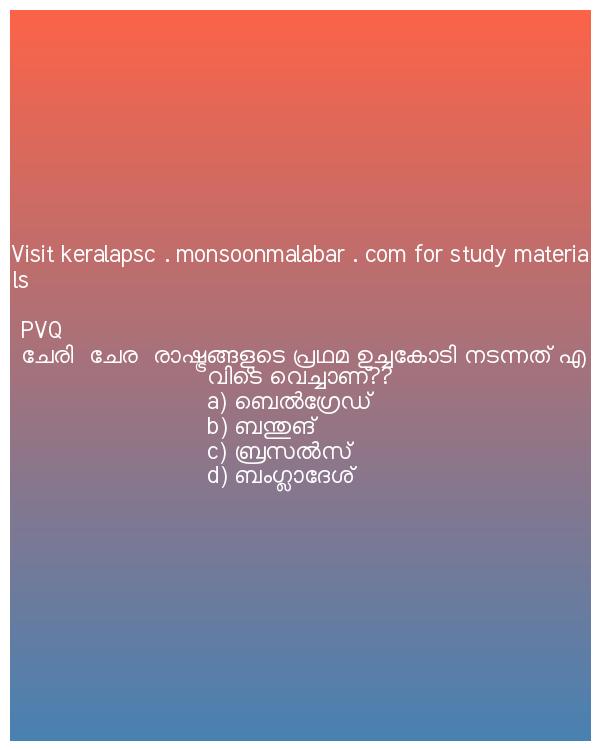 Visit keralapsc . monsoonmalabar . com for study materia
ls
PVQ
ചേരി ചേര രാഷ്ട്രങ്ങളുടെ പ്രഥമ ഉച്ചകോടി നടന്നത് എ
വിടെ വെച്ചാണ്??
a) ബെൽഗ്രേഡ്
b) ബന്തുങ്
c) ബ്രസൽസ്
d) ബംഗ്ലാദേശ്